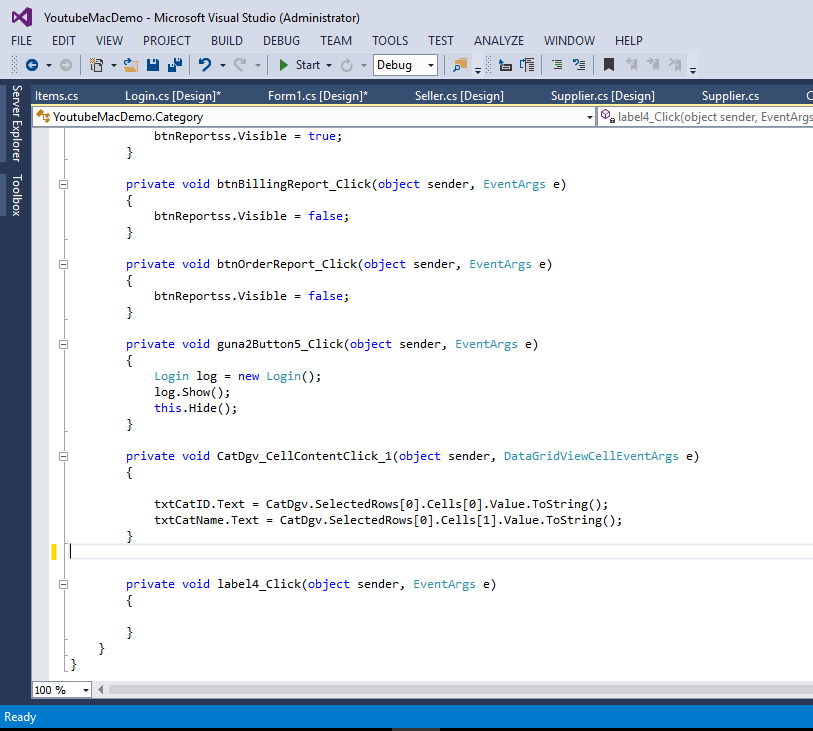 YoutubeMacDemo - Microsoft Visual Studio (Administrator)
FILE EDIT VIEW PROJECT BUILD DEBUG TEAM TOOLS TEST ANALYZE WINDOW HELP
Start Debug
Items.cs Login.cs [Design]* Form1.cs [Design]* Seller.cs [Design] Supplier.cs [Design] Supplier.cs C
YoutubeMacDemo.Category label4_Click(object sender, EventArgs
Server Explorer
Toolbox
btnReportss.Visible = true;
}
private void btnBillingReport_Click(object sender, EventArgs e)
{
btnReportss.Visible = false;
}
private void btnOrderReport_Click(object sender, EventArgs e)
{
btnReportss.Visible = false;
}
private void guna2Button5_Click(object sender, EventArgs e)
{
Login log = new Login();
log.Show();
this.Hide();
}
private void CatDgv_CellContentClick_1(object sender, DataGridViewCellEventArgs e)
{
txtCatID.Text = CatDgv.SelectedRows[0].Cells[0].Value.ToString();
txtCatName.Text = CatDgv.SelectedRows[0].Cells[1].Value.ToString();
}
private void label4_Click(object sender, EventArgs e)
{
}
}
}
100 %
Ready